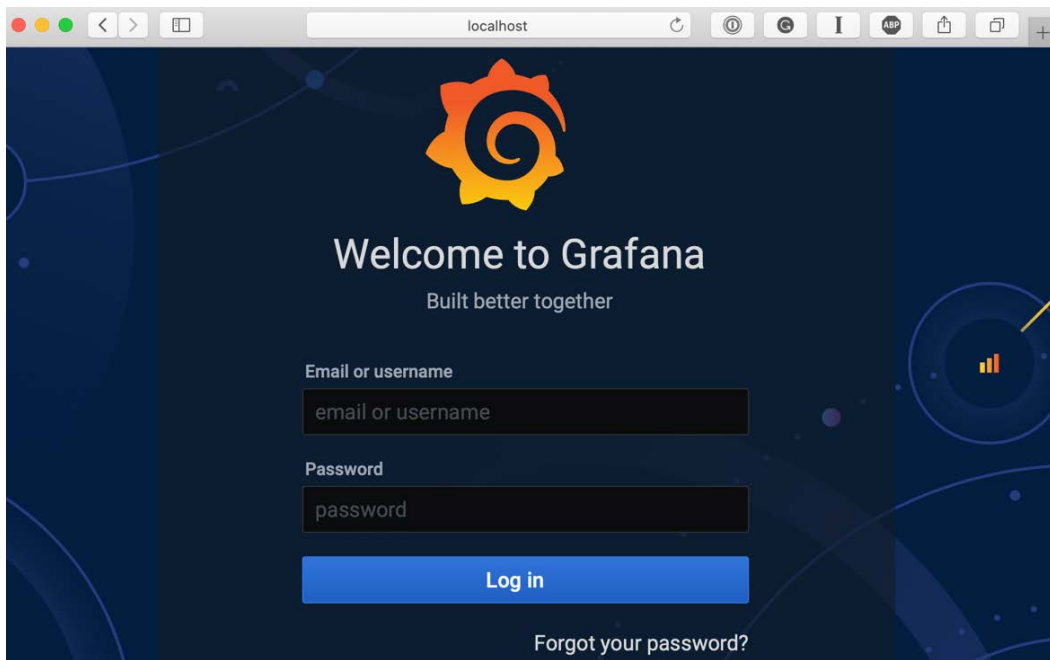 localhost
ABP
Welcome to Grafana
Built better together
Email or username
email or username
Password
password
Log in
Forgot your password?